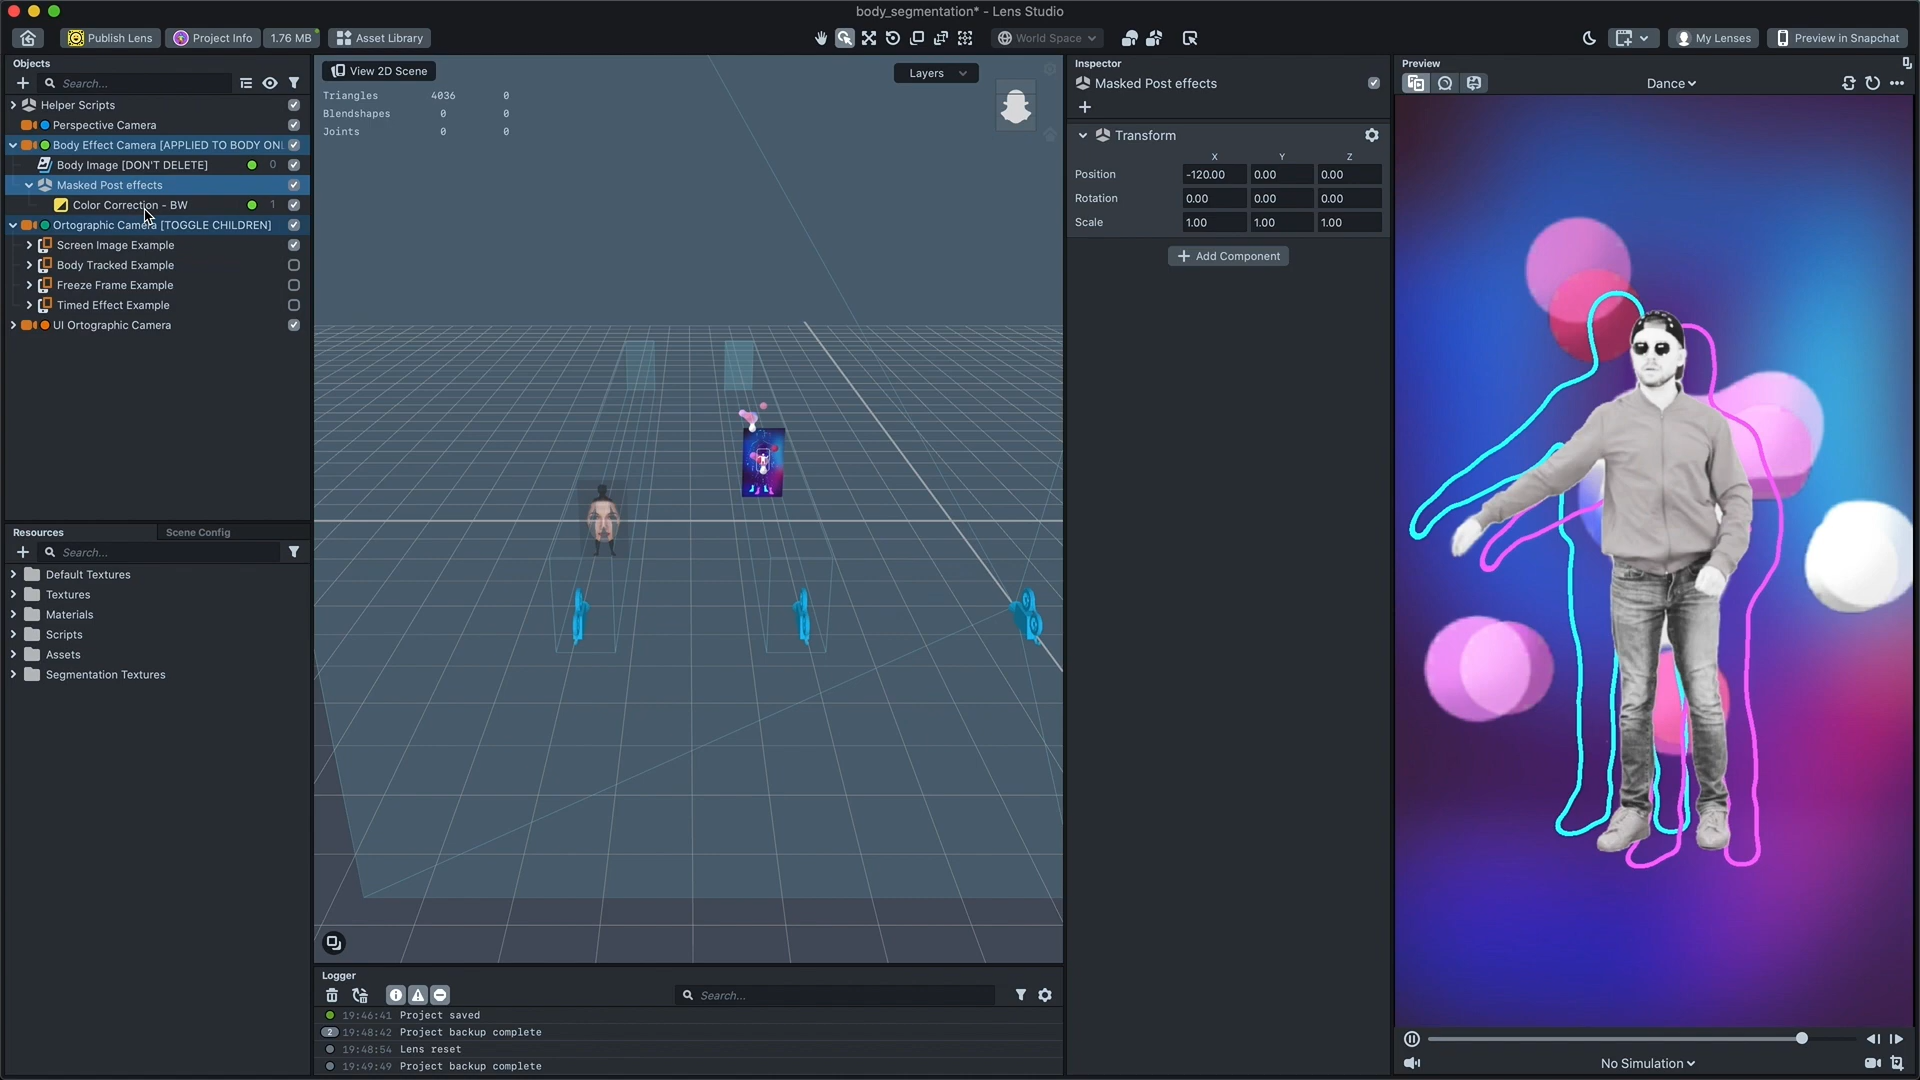 body_segmentation* - Lens Studio
Publish Lens
Project Info
1.76 MB
Asset Library
World Space
My Lenses
Preview in Snapchat
Objects
Search...
Helper Scripts
Perspective Camera
Body Effect Camera [APPLIED TO BODY ON
Body Image [DON'T DELETE] 0
Masked Post effects
Color Correction - BW 1
Ortographic Camera [TOGGLE CHILDREN]
Screen Image Example
Body Tracked Example
Freeze Frame Example
Timed Effect Example
UI Ortographic Camera
Resources
Scene Config
Search...
Default Textures
Textures
Materials
Scripts
Assets
Segmentation Textures
View 2D Scene
Layers
Triangles 4036 0
Blendshapes 0 0
Joints 0 0
Logger
Search...
19:46:41 Project saved
2 19:48:42 Project backup complete
19:48:54 Lens reset
19:49:49 Project backup complete
Inspector
Masked Post effects
Transform
X Y Z
Position -120.00 0.00 0.00
Rotation 0.00 0.00 0.00
Scale 1.00 1.00 1.00
+ Add Component
Preview
Dance
No Simulation